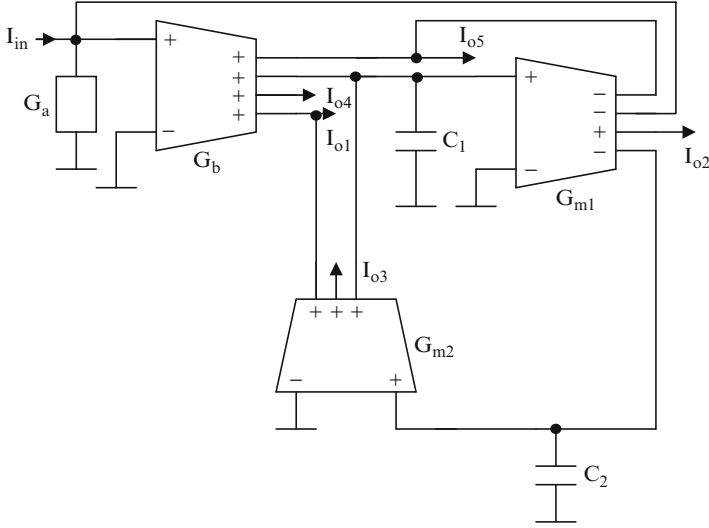 I_in
+
+
+
+
+
−
G_a
G_b
I_o5
I_o4
I_o1
C_1
+
−
−
−
+
−
G_m1
I_o2
I_o3
+ + +
− +
G_m2
C_2